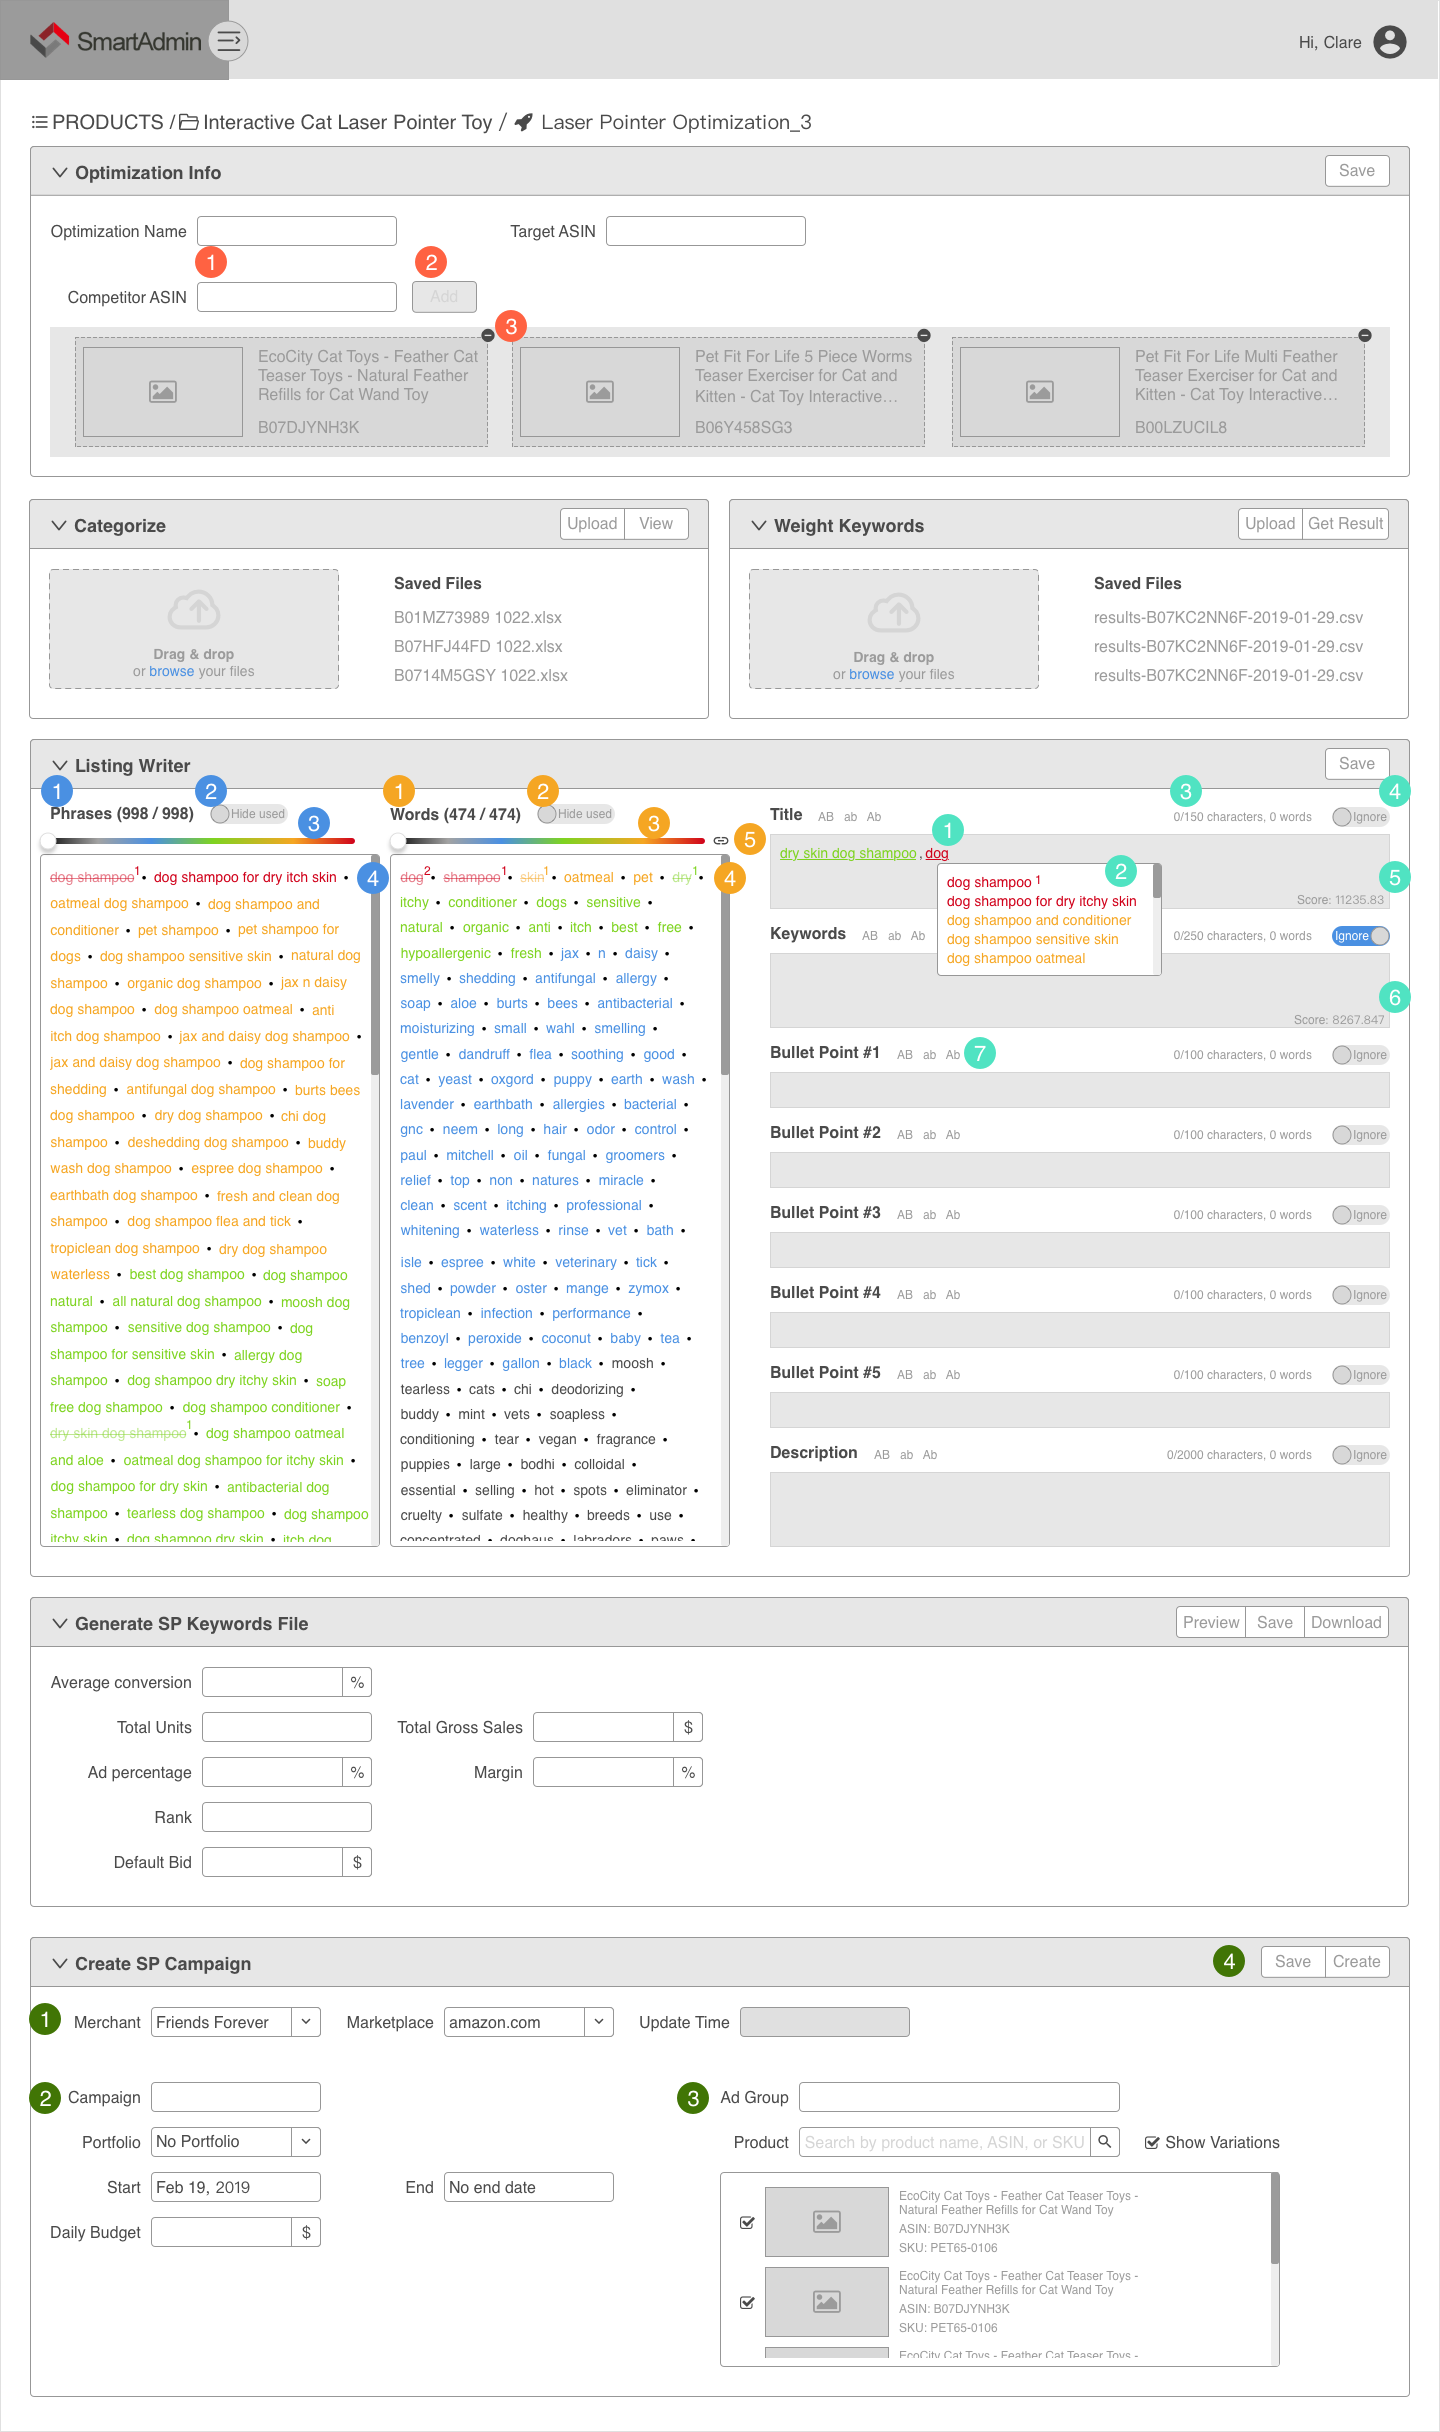 SmartAdmin
Hi, Clare
PRODUCTS / Interactive Cat Laser Pointer Toy / Laser Pointer Optimization_3
Optimization Info
Save
Optimization Name
Target ASIN
1
2
Competitor ASIN
Add
3
EcoCity Cat Toys - Feather Cat
Teaser Toys - Natural Feather
Refills for Cat Wand Toy
B07DJYNH3K
Pet Fit For Life 5 Piece Worms
Teaser Exerciser for Cat and
Kitten - Cat Toy Interactive...
B06Y458SG3
Pet Fit For Life Multi Feather
Teaser Exerciser for Cat and
Kitten - Cat Toy Interactive...
B00LZUCIL8
Categorize
Upload
View
Drag & drop
or browse your files
Saved Files
B01MZ73989 1022.xlsx
B07HFJ44FD 1022.xlsx
B0714M5GSY 1022.xlsx
Weight Keywords
Upload
Get Result
Drag & drop
or browse your files
Saved Files
results-B07KC2NN6F-2019-01-29.csv
results-B07KC2NN6F-2019-01-29.csv
results-B07KC2NN6F-2019-01-29.csv
Listing Writer
Save
1
2
Phrases (998 / 998)
Hide used
3
4
dog shampoo1 • dog shampoo for dry itch skin •
oatmeal dog shampoo • dog shampoo and
conditioner • pet shampoo • pet shampoo for
dogs • dog shampoo sensitive skin • natural dog
shampoo • organic dog shampoo • jax n daisy
dog shampoo • dog shampoo oatmeal • anti
itch dog shampoo • jax and daisy dog shampoo •
jax and daisy dog shampoo • dog shampoo for
shedding • antifungal dog shampoo • burts bees
dog shampoo • dry dog shampoo • chi dog
shampoo • deshedding dog shampoo • buddy
wash dog shampoo • espree dog shampoo •
earthbath dog shampoo • fresh and clean dog
shampoo • dog shampoo flea and tick •
tropiclean dog shampoo • dry dog shampoo
waterless • best dog shampoo • dog shampoo
natural • all natural dog shampoo • moosh dog
shampoo • sensitive dog shampoo • dog
shampoo for sensitive skin • allergy dog
shampoo • dog shampoo dry itchy skin • soap
free dog shampoo • dog shampoo conditioner •
dry skin dog shampoo1 • dog shampoo oatmeal
and aloe • oatmeal dog shampoo for itchy skin •
dog shampoo for dry skin • antibacterial dog
shampoo • tearless dog shampoo • dog shampoo
itchy skin • dog shampoo dry skin • itch dog
1
2
Words (474 / 474)
Hide used
3
5
4
dog2 • shampoo1 • skin1 • oatmeal • pet • dry1 •
itchy • conditioner • dogs • sensitive •
natural • organic • anti • itch • best • free •
hypoallergenic • fresh • jax • n • daisy •
smelly • shedding • antifungal • allergy •
soap • aloe • burts • bees • antibacterial •
moisturizing • small • wahl • smelling •
gentle • dandruff • flea • soothing • good •
cat • yeast • oxgord • puppy • earth • wash •
lavender • earthbath • allergies • bacterial •
gnc • neem • long • hair • odor • control •
paul • mitchell • oil • fungal • groomers •
relief • top • non • natures • miracle •
clean • scent • itching • professional •
whitening • waterless • rinse • vet • bath •
isle • espree • white • veterinary • tick •
shed • powder • oster • mange • zymox •
tropiclean • infection • performance •
benzoyl • peroxide • coconut • baby • tea •
tree • legger • gallon • black • moosh •
tearless • cats • chi • deodorizing •
buddy • mint • vets • soapless •
conditioning • tear • vegan • fragrance •
puppies • large • bodhi • colloidal •
essential • selling • hot • spots • eliminator •
cruelty • sulfate • healthy • breeds • use •
concentrated • doghaus • labradors • paws •
3
4
Title AB ab Ab
0/150 characters, 0 words
Ignore
1
dry skin dog shampoo , dog
2
dog shampoo 1
dog shampoo for dry itchy skin
dog shampoo and conditioner
dog shampoo sensitive skin
dog shampoo oatmeal
5
Score: 11235.83
Keywords AB ab Ab
0/250 characters, 0 words
Ignore
6
Score: 8267.847
Bullet Point #1 AB ab Ab
7
0/100 characters, 0 words
Ignore
Bullet Point #2 AB ab Ab
0/100 characters, 0 words
Ignore
Bullet Point #3 AB ab Ab
0/100 characters, 0 words
Ignore
Bullet Point #4 AB ab Ab
0/100 characters, 0 words
Ignore
Bullet Point #5 AB ab Ab
0/100 characters, 0 words
Ignore
Description AB ab Ab
0/2000 characters, 0 words
Ignore
Generate SP Keywords File
Preview
Save
Download
Average conversion
%
Total Units
Total Gross Sales
$
Ad percentage
%
Margin
%
Rank
Default Bid
$
Create SP Campaign
4
Save
Create
1
Merchant
Friends Forever
Marketplace
amazon.com
Update Time
2
Campaign
Portfolio
No Portfolio
Start
Feb 19, 2019
End
No end date
Daily Budget
$
3
Ad Group
Product
Search by product name, ASIN, or SKU
Show Variations
EcoCity Cat Toys - Feather Cat Teaser Toys -
Natural Feather Refills for Cat Wand Toy
ASIN: B07DJYNH3K
SKU: PET65-0106
EcoCity Cat Toys - Feather Cat Teaser Toys -
Natural Feather Refills for Cat Wand Toy
ASIN: B07DJYNH3K
SKU: PET65-0106
EcoCity Cat Toys - Feather Cat Teaser Toys -